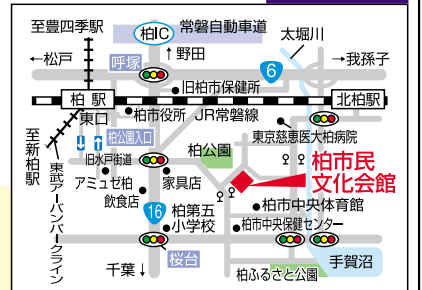 至豊四季駅
柏IC
常磐自動車道
太堀川
←松戸
呼塚
↑野田
6
→我孫子
旧柏市保健所
柏駅
北柏駅
柏市役所
JR常磐線
東口
柏公園入口
東京慈恵医大柏病院
至新柏駅
東武アーバンパークライン
旧水戸街道
柏公園
アミュゼ柏
家具店
柏市民
文化会館
飲食店
16
柏第五
小学校
柏市中央体育館
柏市中央保健センター
桜台
千葉↓
柏ふるさと公園
手賀沼